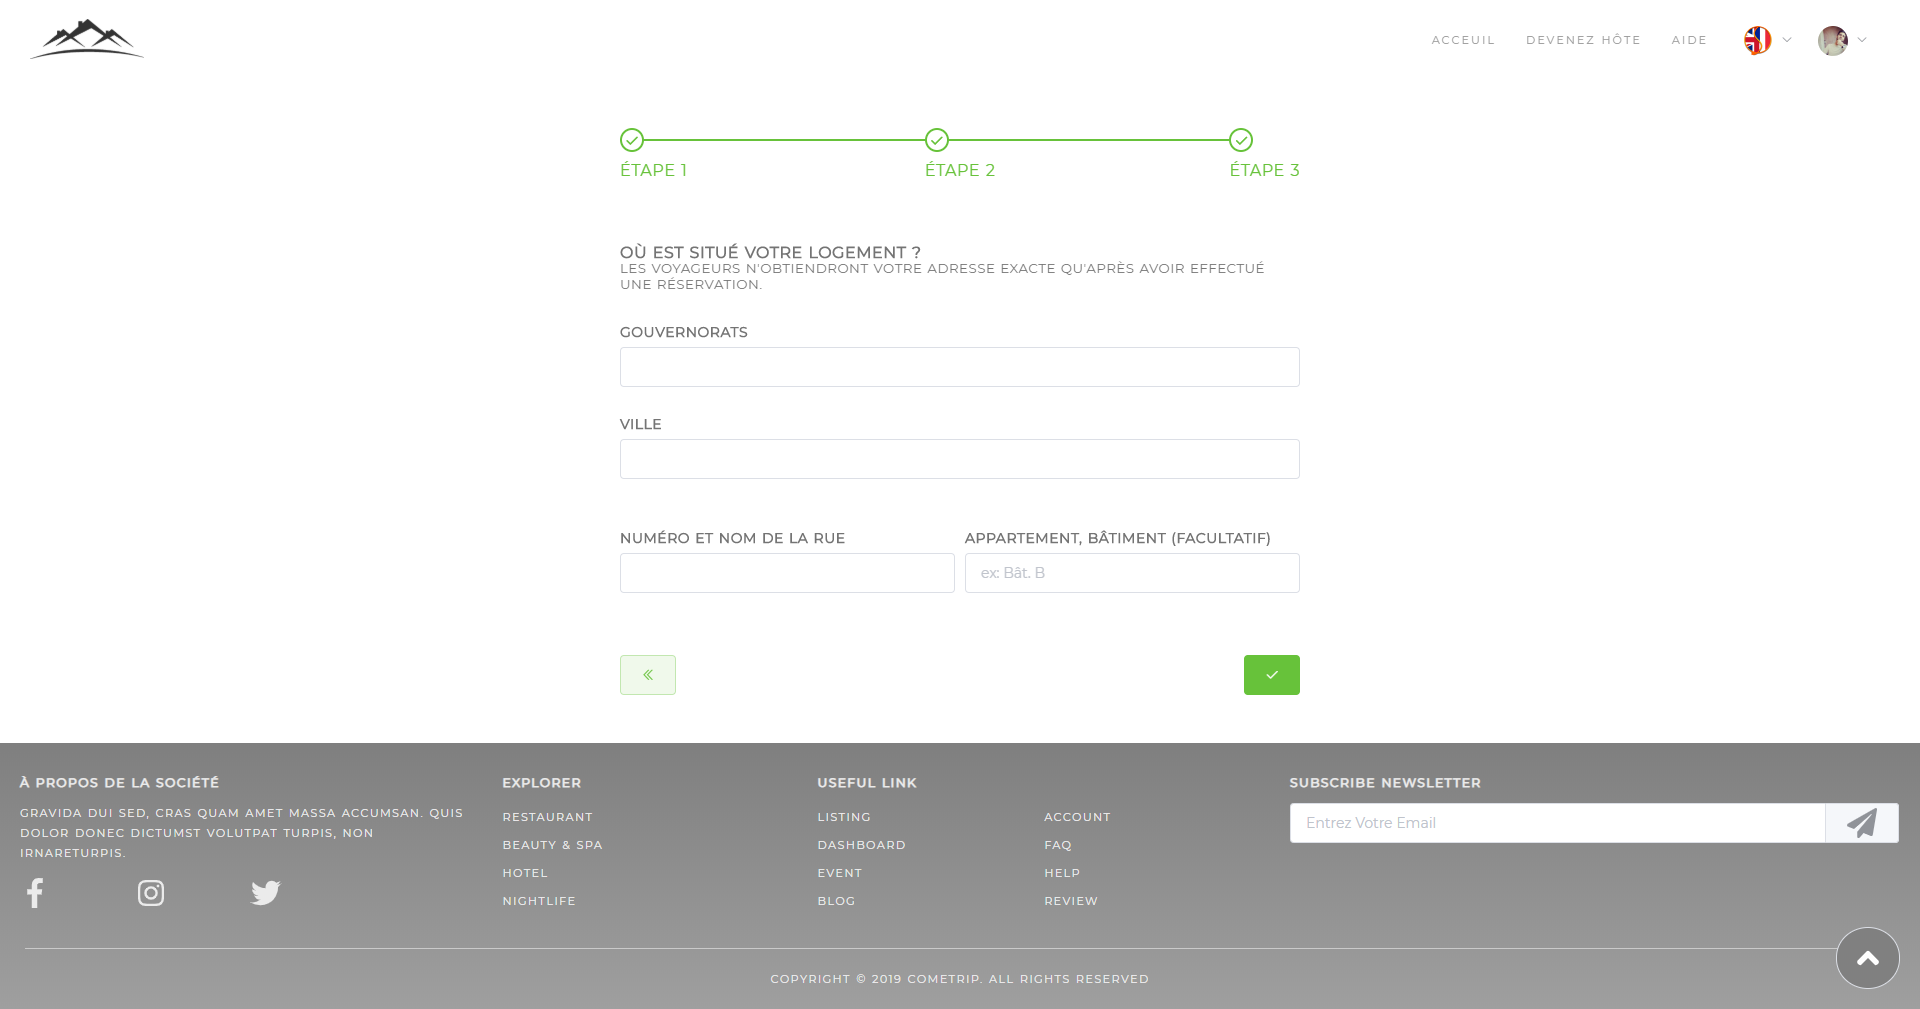 ACCEUIL
DEVENEZ HÔTE
AIDE
ÉTAPE 1
ÉTAPE 2
ÉTAPE 3
OÙ EST SITUÉ VOTRE LOGEMENT ?
LES VOYAGEURS N'OBTIENDRONT VOTRE ADRESSE EXACTE QU'APRÈS AVOIR EFFECTUÉ
UNE RÉSERVATION.
GOUVERNORATS
VILLE
NUMÉRO ET NOM DE LA RUE
APPARTEMENT, BÂTIMENT (FACULTATIF)
ex: Bât. B
À PROPOS DE LA SOCIÉTÉ
GRAVIDA DUI SED, CRAS QUAM AMET MASSA ACCUMSAN. QUIS
DOLOR DONEC DICTUMST VOLUTPAT TURPIS, NON
IRNARETURPIS.
EXPLORER
RESTAURANT
BEAUTY & SPA
HOTEL
NIGHTLIFE
USEFUL LINK
LISTING
DASHBOARD
EVENT
BLOG
ACCOUNT
FAQ
HELP
REVIEW
SUBSCRIBE NEWSLETTER
Entrez Votre Email
COPYRIGHT © 2019 COMETRIP. ALL RIGHTS RESERVED